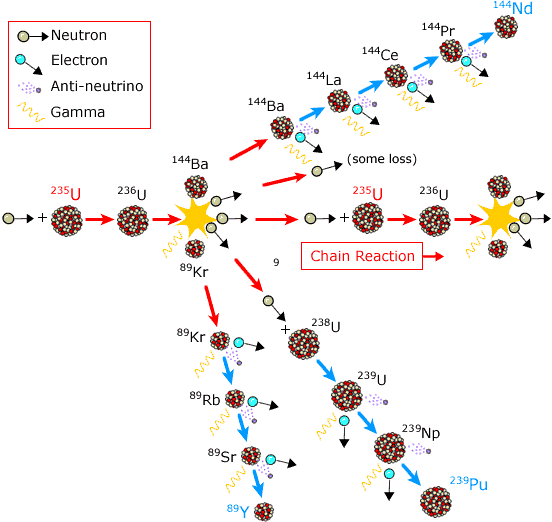 Neutron
Electron
Anti-neutrino
Gamma
¹⁴⁴Nd
¹⁴⁴Pr
¹⁴⁴Ce
¹⁴⁴La
¹⁴⁴Ba
¹⁴⁴Ba
(some loss)
+
²³⁵U
²³⁶U
+
²³⁵U
²³⁶U
Chain Reaction
⁸⁹Kr
9
⁸⁹Kr
+
²³⁸U
²³⁹U
⁸⁹Rb
²³⁹Np
⁸⁹Sr
²³⁹Pu
⁸⁹Y